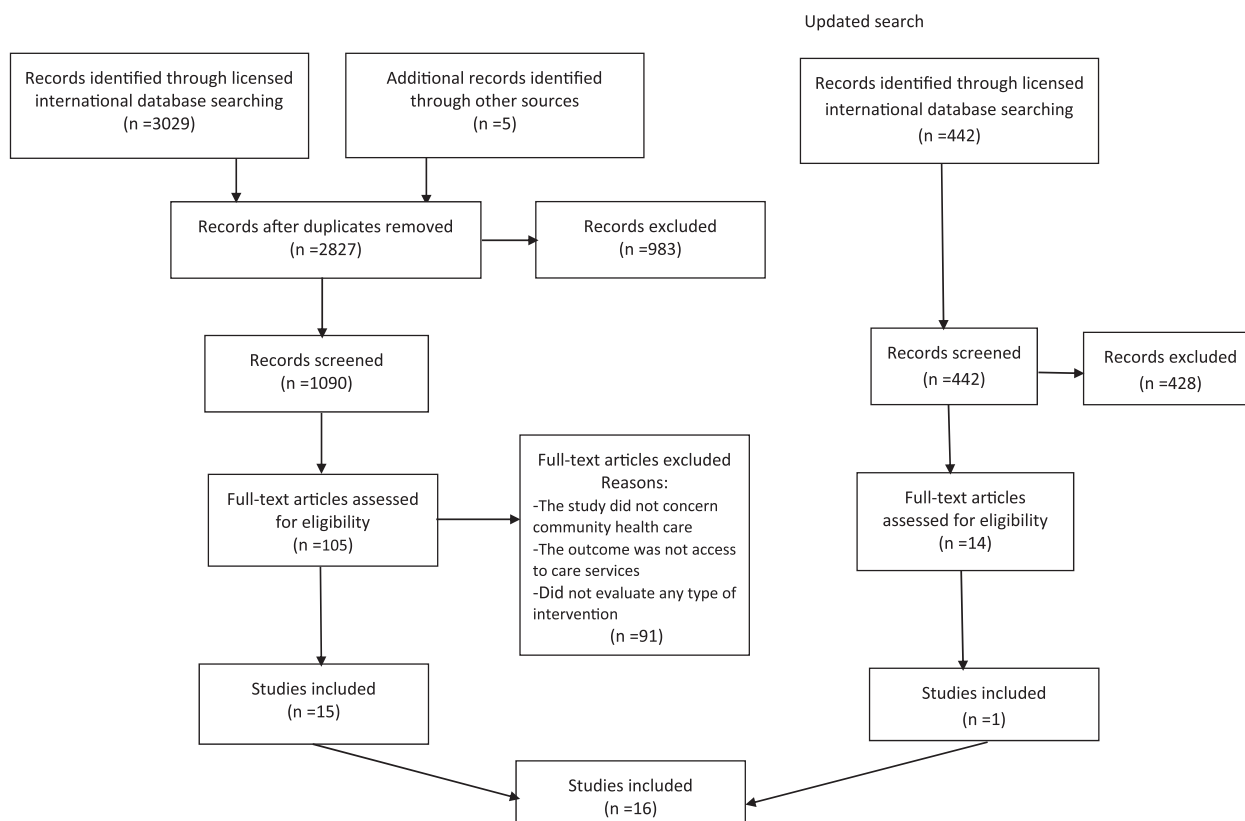 Updated search
Records identified through licensed
international database searching
(n =3029)
Additional records identified
through other sources
(n =5)
Records identified through licensed
international database searching
(n =442)
Records after duplicates removed
(n =2827)
Records excluded
(n =983)
Records screened
(n =1090)
Records screened
(n =442)
Records excluded
(n =428)
Full-text articles assessed
for eligibility
(n =105)
Full-text articles excluded
Reasons:
-The study did not concern
community health care
-The outcome was not access
to care services
-Did not evaluate any type of
intervention
(n =91)
Full-text articles
assessed for eligibility
(n =14)
Studies included
(n =15)
Studies included
(n =1)
Studies included
(n =16)